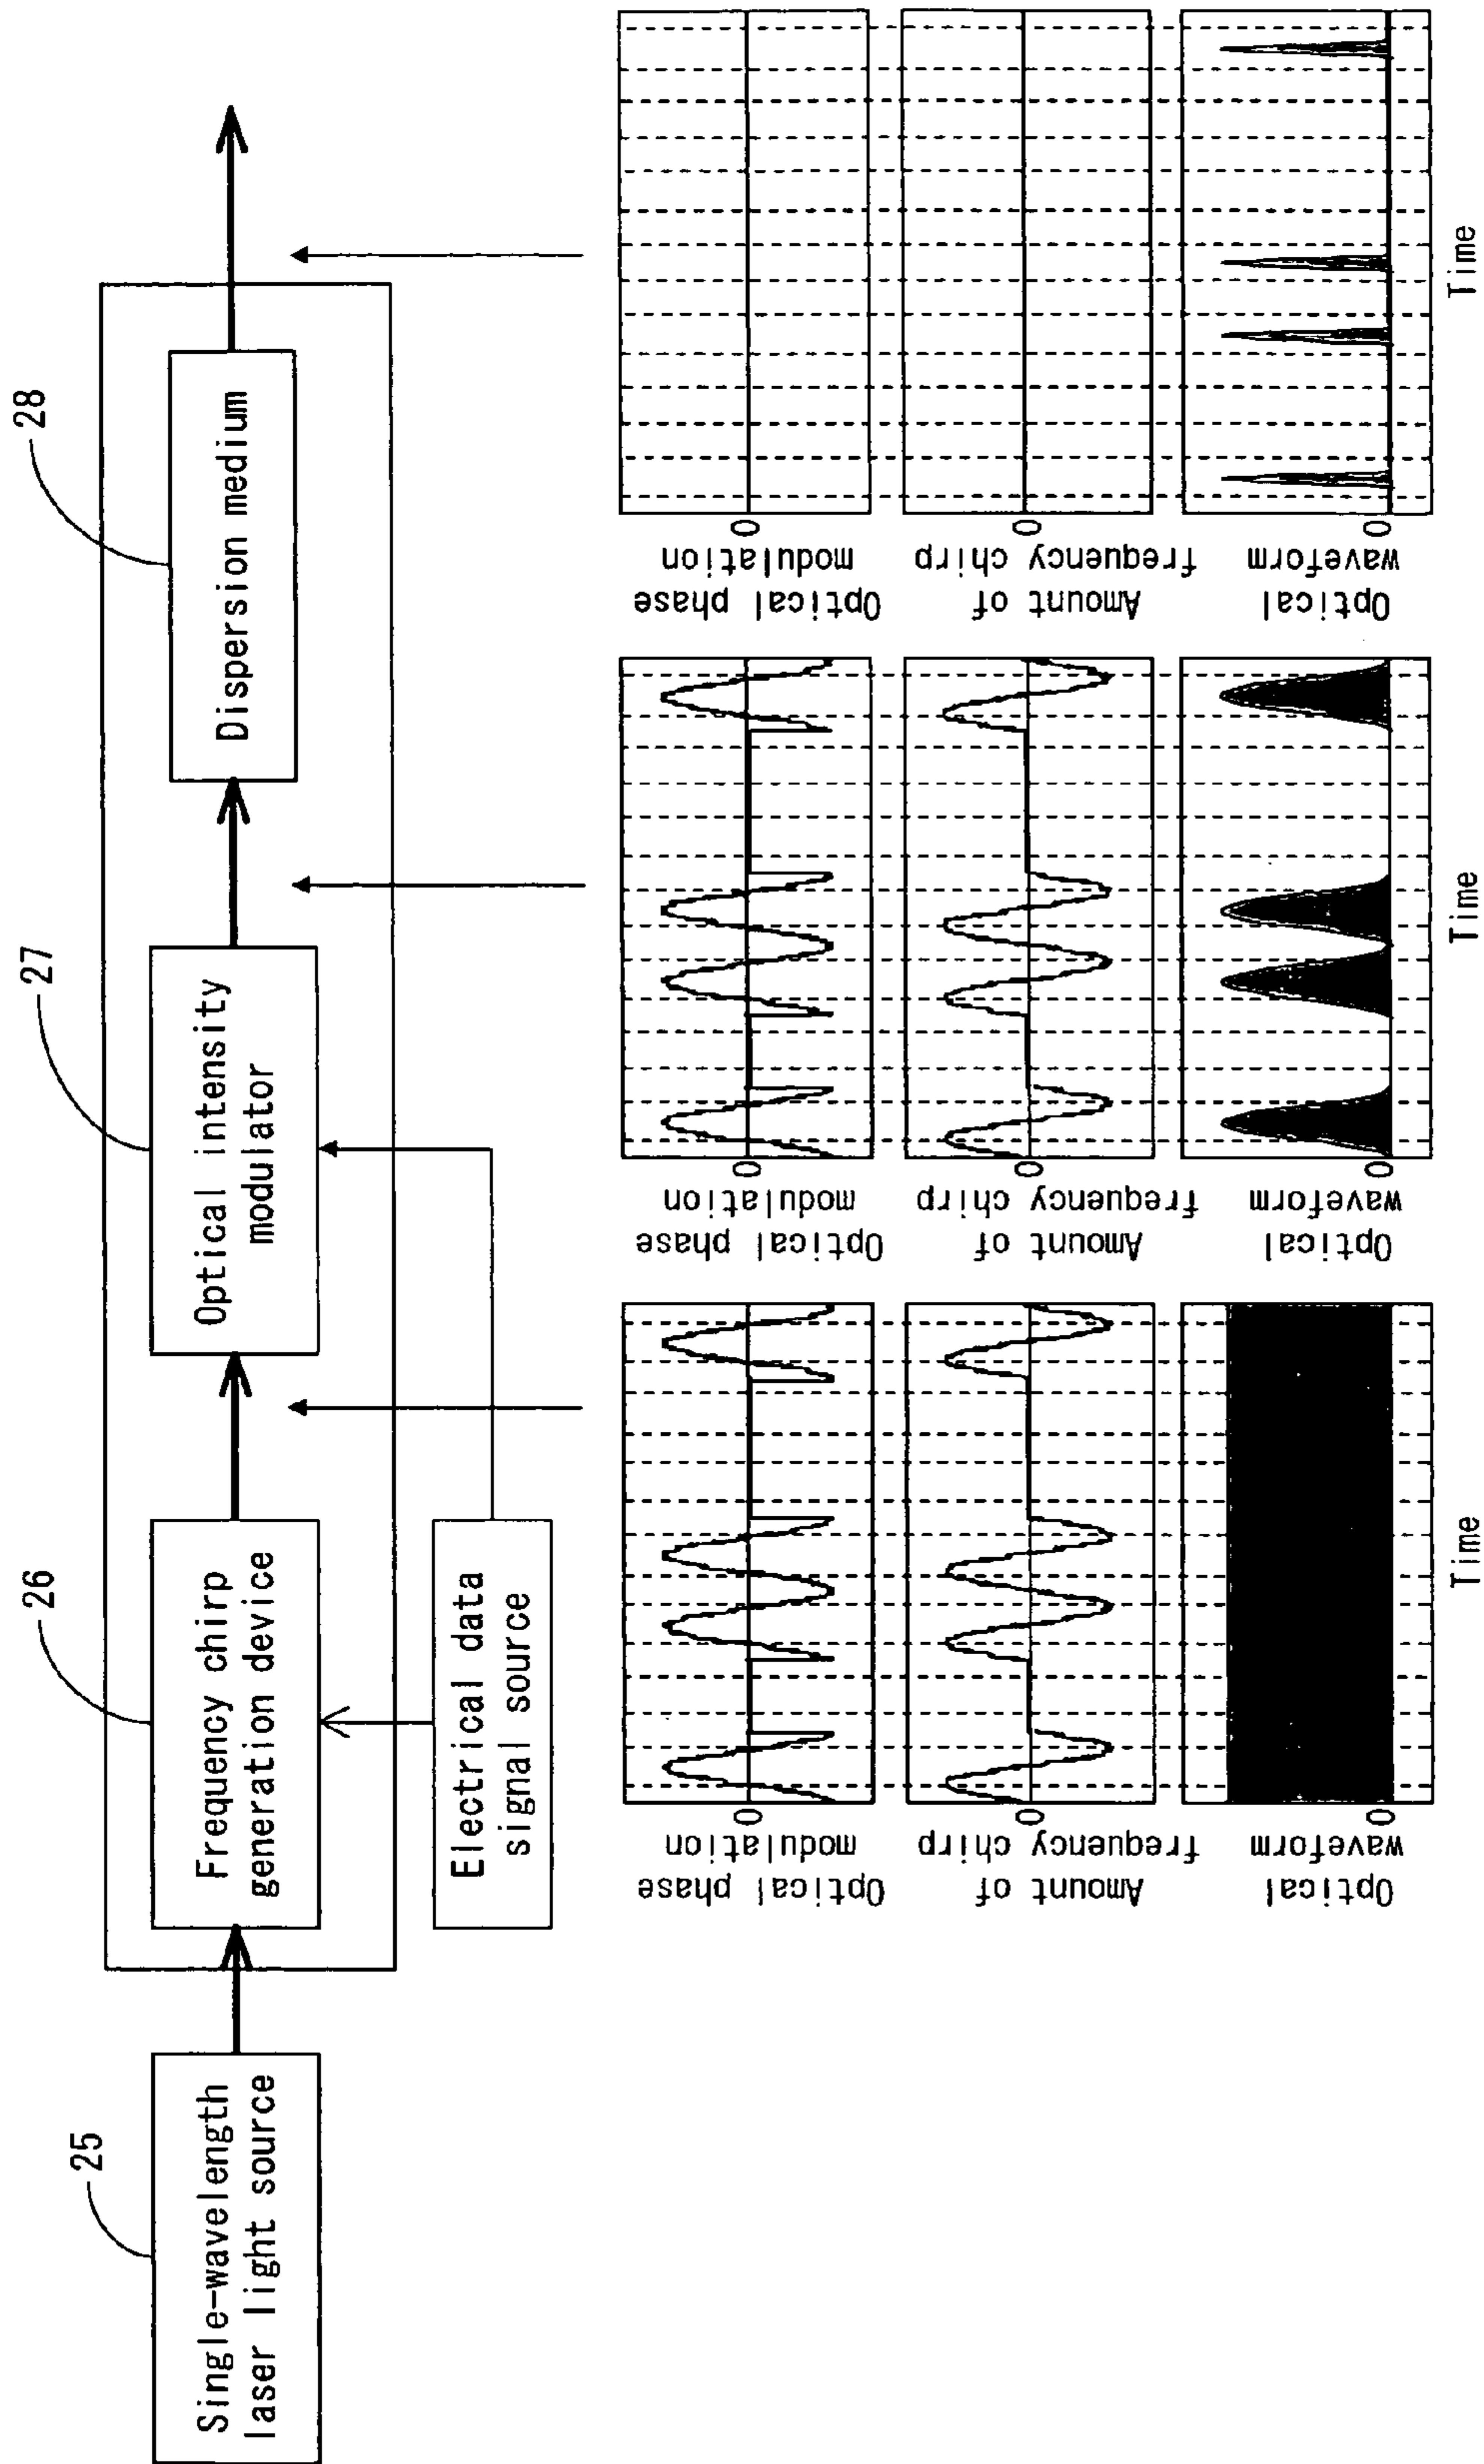 25
Single-wavelength
laser light source
26
Frequency chirp
generation device
27
Optical intensity
modulator
28
Dispersion medium
Electrical data
signal source
Optical phase
modulation
0
Amount of
frequency chirp
0
Optical
waveform
0
Time
Optical phase
modulation
0
Amount of
frequency chirp
0
Optical
waveform
0
Time
Optical phase
modulation
0
Amount of
frequency chirp
0
Optical
waveform
0
Time